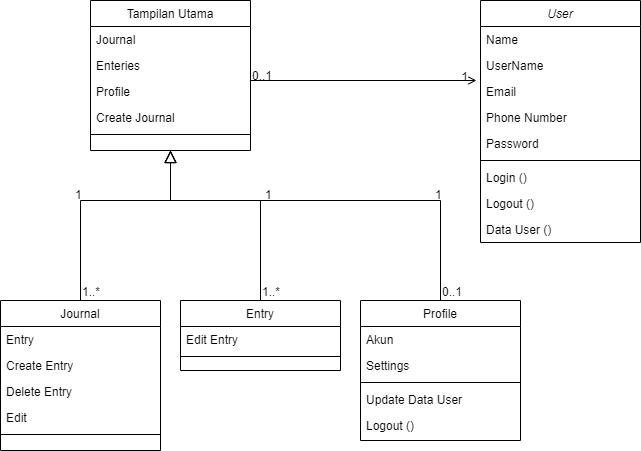 Tampilan Utama
Journal
Enteries
Profile
Create Journal
0..1
1
User
Name
UserName
Email
Phone Number
Password
Login ()
Logout ()
Data User ()
1
1
1
1..*
1..*
0..1
Journal
Entry
Create Entry
Delete Entry
Edit
Entry
Edit Entry
Profile
Akun
Settings
Update Data User
Logout ()